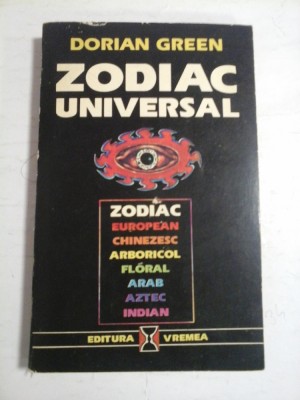 DORIAN GREEN
ZODIAC
UNIVERSAL
ZODIAC
EUROPEAN
CHINEZESC
ARBORICOL
FLORAL
ARAB
AZTEC
INDIAN
EDITURA VREMEA